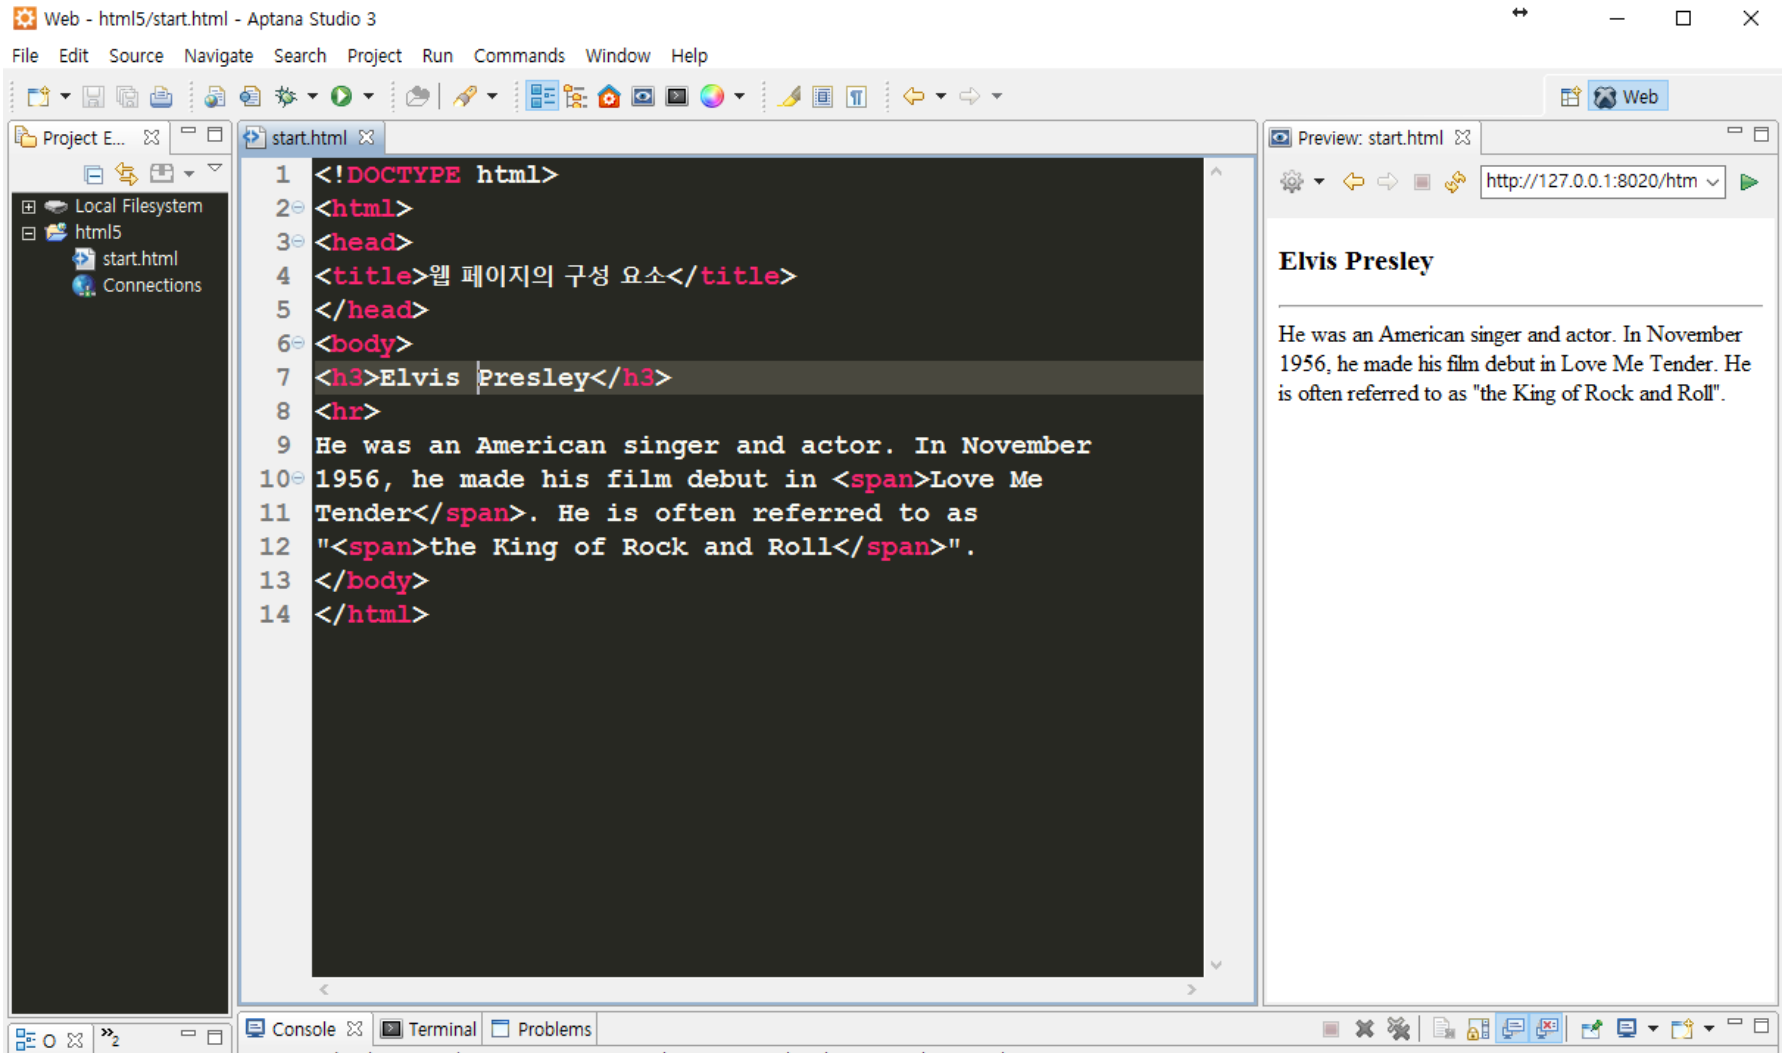 Web - html5/start.html - Aptana Studio 3
File Edit Source Navigate Search Project Run Commands Window Help
Web
Project E...
Local Filesystem
html5
start.html
Connections
start.html
1 <!DOCTYPE html>
2 <html>
3 <head>
4 <title>웹 페이지의 구성 요소</title>
5 </head>
6 <body>
7 <h3>Elvis Presley</h3>
8 <hr>
9 He was an American singer and actor. In November
10 1956, he made his film debut in <span>Love Me
11 Tender</span>. He is often referred to as
12 "<span>the King of Rock and Roll</span>".
13 </body>
14 </html>
Preview: start.html
http://127.0.0.1:8020/htm
Elvis Presley
He was an American singer and actor. In November
1956, he made his film debut in Love Me Tender. He
is often referred to as "the King of Rock and Roll".
O
»2
Console Terminal Problems